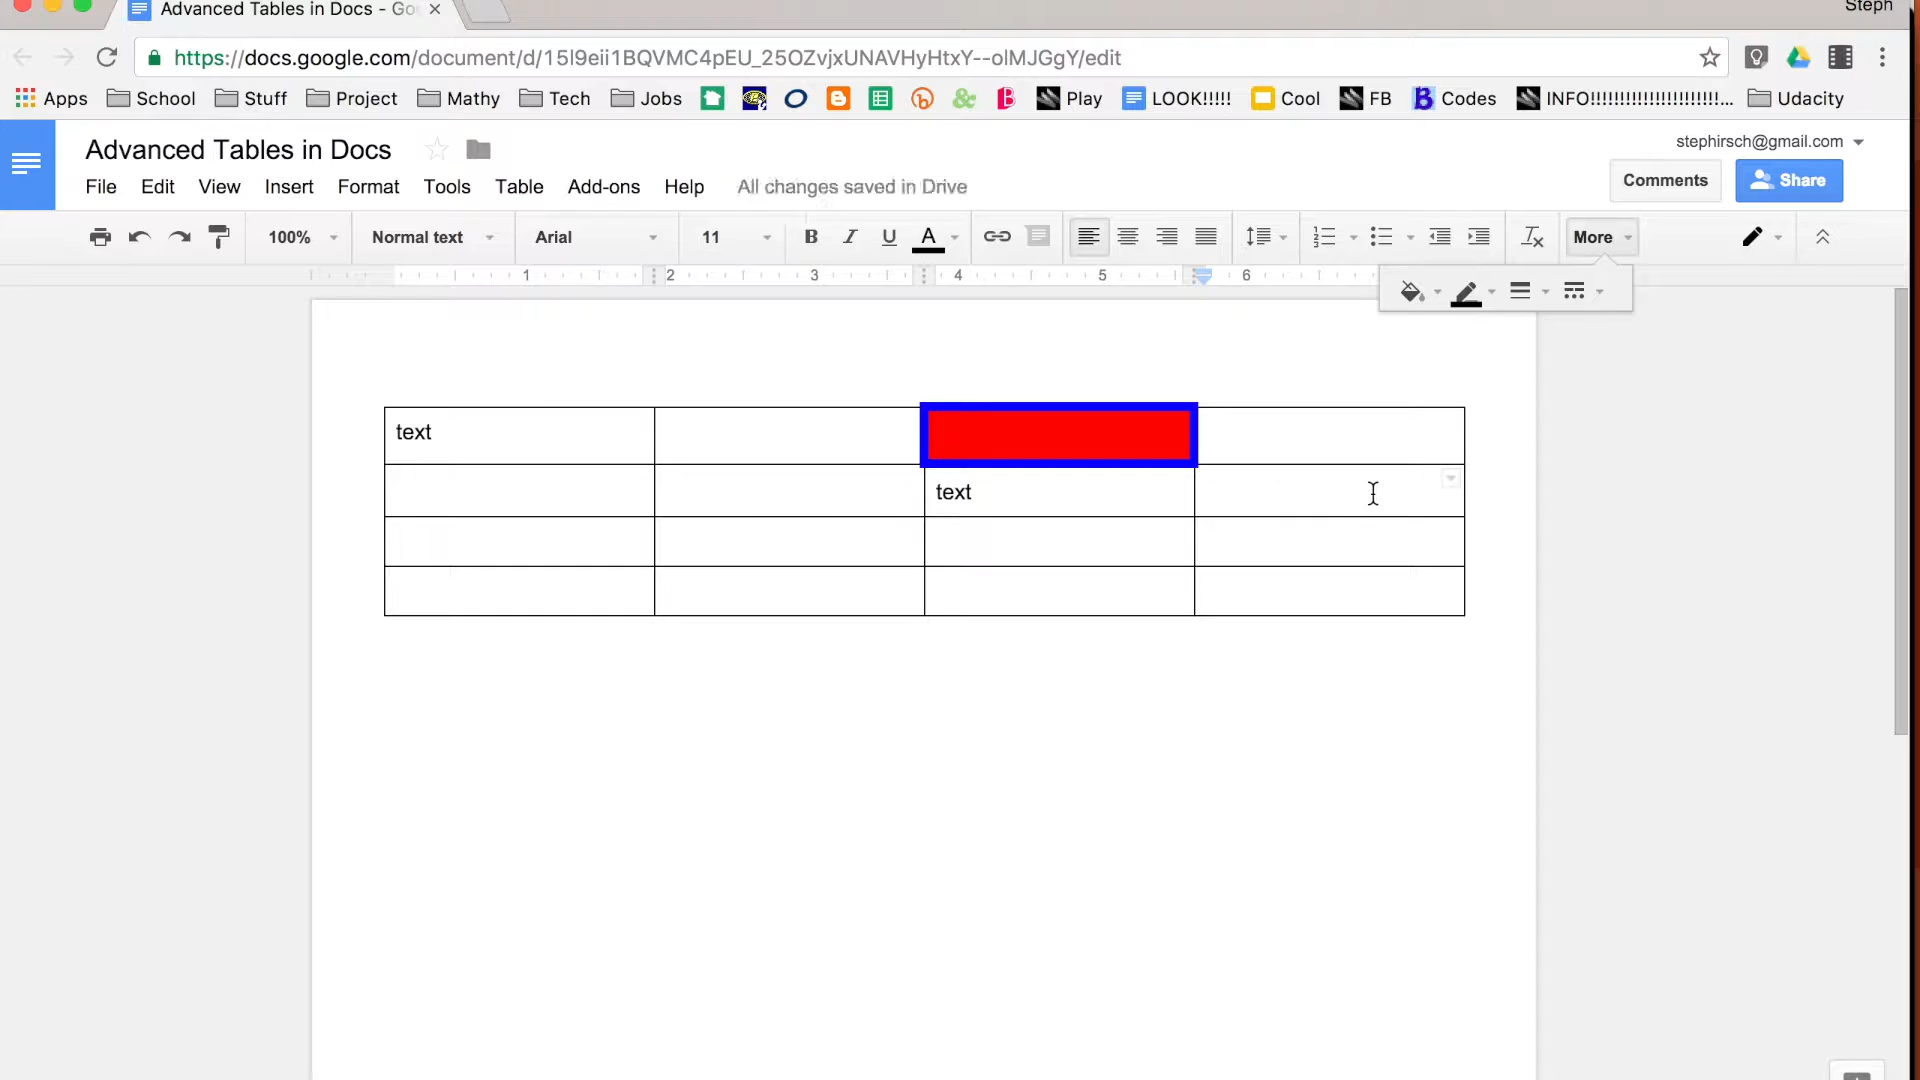 Steph
Advanced Tables in Docs - Go
https://docs.google.com/document/d/15l9eii1BQVMC4pEU_25OZvjxUNAVHyHtxY--olMJGgY/edit
Apps School Stuff Project Mathy Tech Jobs Play LOOK!!!!! Cool FB Codes INFO!!!!!!!!!!!!!!!!!!!!!!!... Udacity
Advanced Tables in Docs
stephirsch@gmail.com
File Edit View Insert Format Tools Table Add-ons Help All changes saved in Drive
Comments Share
100% Normal text Arial 11 B I U A More
1 2 3 4 5 6
text
text